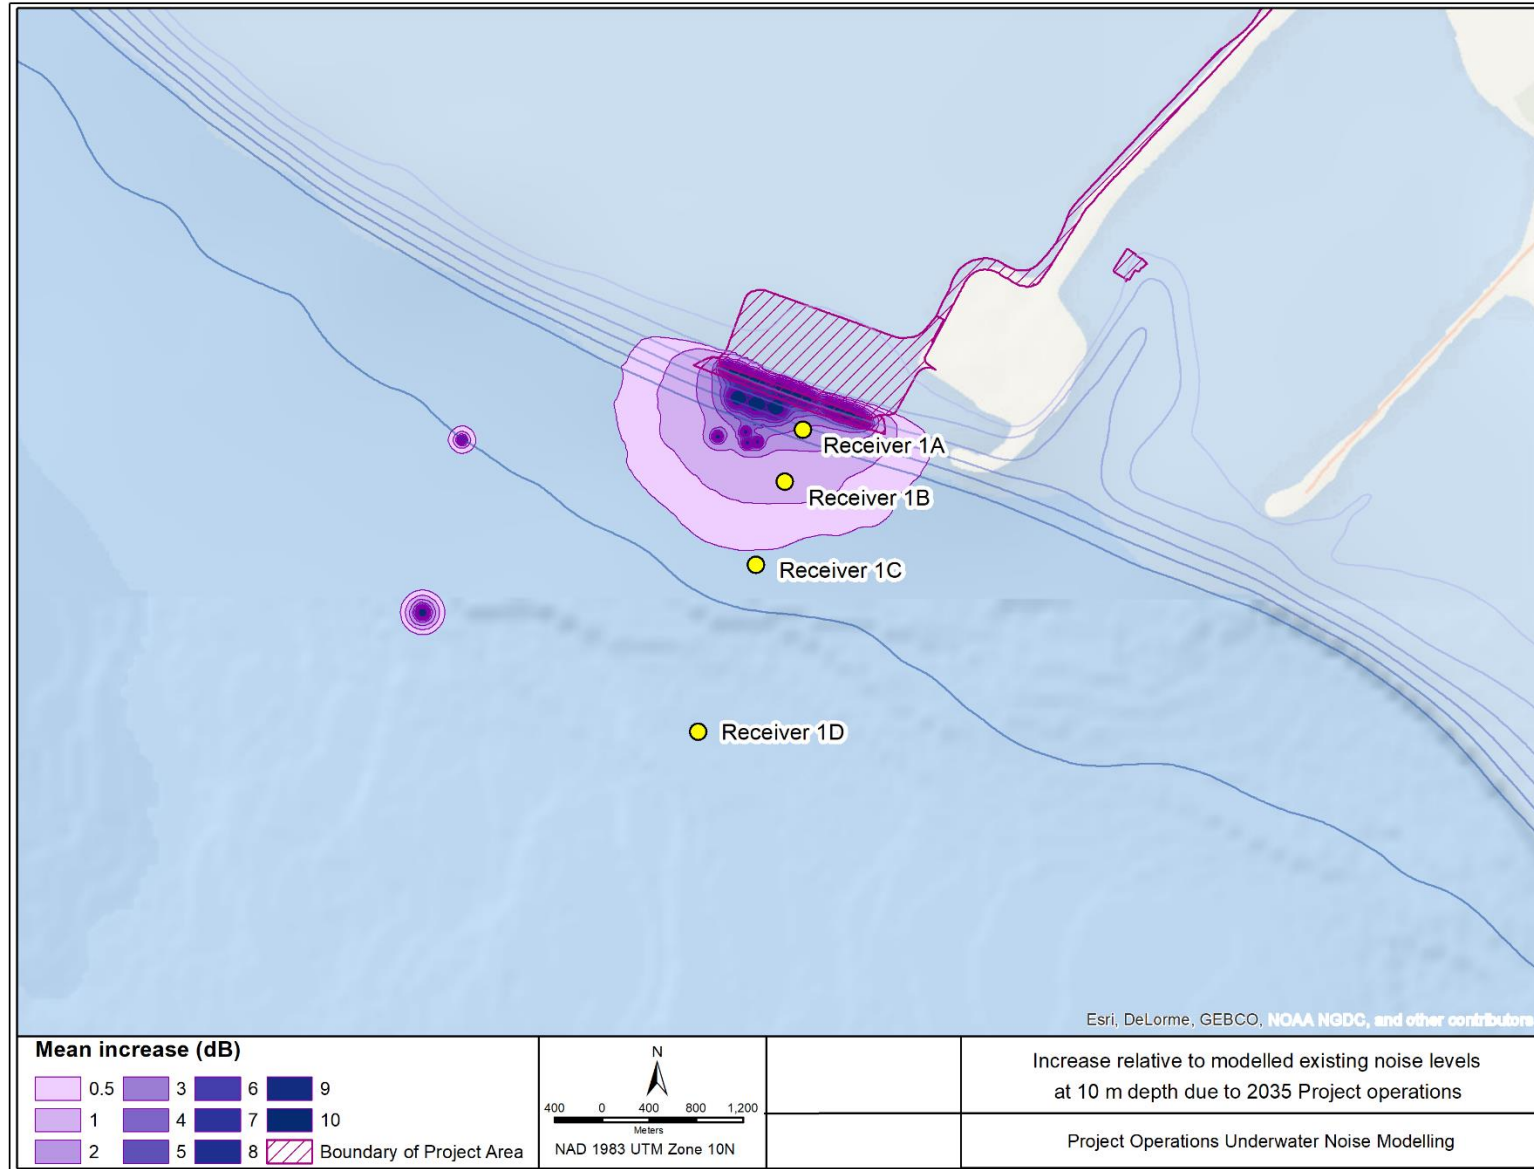 Receiver 1A
Receiver 1B
Receiver 1C
Receiver 1D
Esri, DeLorme, GEBCO, NOAA NGDC, and other contributors
Mean increase (dB)
0.5 3 6 9
1 4 7 10
2 5 8 Boundary of Project Area
N
400 0 400 800 1,200
Meters
NAD 1983 UTM Zone 10N
Increase relative to modelled existing noise levels
at 10 m depth due to 2035 Project operations
Project Operations Underwater Noise Modelling